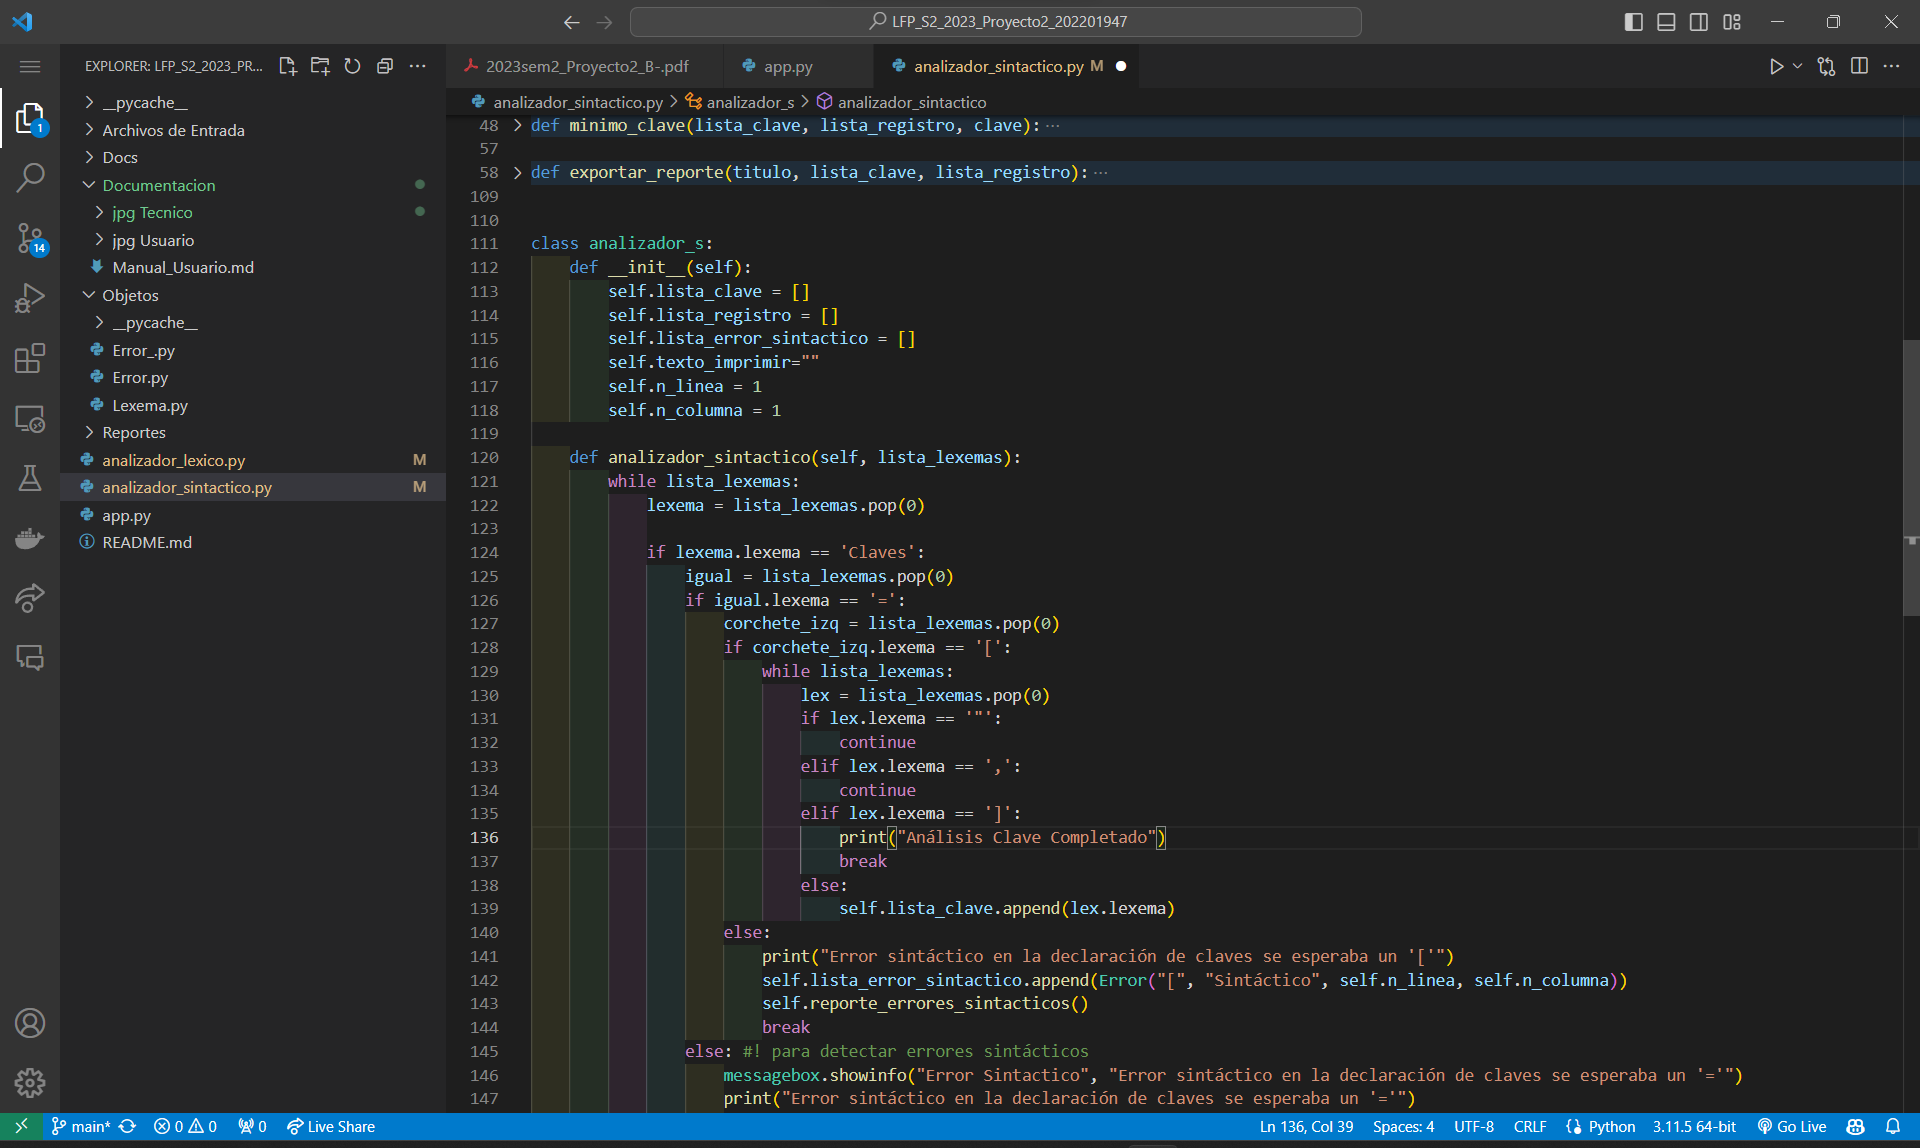 LFP_S2_2023_Proyecto2_202201947
EXPLORER: LFP_S2_2023_PR...
__pycache__
Archivos de Entrada
Docs
Documentacion
jpg Tecnico
jpg Usuario
Manual_Usuario.md
Objetos
__pycache__
Error_.py
Error.py
Lexema.py
Reportes
analizador_lexico.py M
analizador_sintactico.py M
app.py
README.md
1
14
2023sem2_Proyecto2_B-.pdf
app.py
analizador_sintactico.py M
analizador_sintactico.py > analizador_s > analizador_sintactico
48 def minimo_clave(lista_clave, lista_registro, clave): ...
57
58 def exportar_reporte(titulo, lista_clave, lista_registro): ...
109
110
111 class analizador_s:
112 def __init__(self):
113 self.lista_clave = []
114 self.lista_registro = []
115 self.lista_error_sintactico = []
116 self.texto_imprimir=""
117 self.n_linea = 1
118 self.n_columna = 1
119
120 def analizador_sintactico(self, lista_lexemas):
121 while lista_lexemas:
122 lexema = lista_lexemas.pop(0)
123
124 if lexema.lexema == 'Claves':
125 igual = lista_lexemas.pop(0)
126 if igual.lexema == '=':
127 corchete_izq = lista_lexemas.pop(0)
128 if corchete_izq.lexema == '[':
129 while lista_lexemas:
130 lex = lista_lexemas.pop(0)
131 if lex.lexema == '"':
132 continue
133 elif lex.lexema == ',':
134 continue
135 elif lex.lexema == ']':
136 print("Análisis Clave Completado")
137 break
138 else:
139 self.lista_clave.append(lex.lexema)
140 else:
141 print("Error sintáctico en la declaración de claves se esperaba un '['")
142 self.lista_error_sintactico.append(Error("[", "Sintáctico", self.n_linea, self.n_columna))
143 self.reporte_errores_sintacticos()
144 break
145 else: #! para detectar errores sintácticos
146 messagebox.showinfo("Error Sintactico", "Error sintáctico en la declaración de claves se esperaba un '='")
147 print("Error sintáctico en la declaración de claves se esperaba un '='")
main* 0 0 0 Live Share Ln 136, Col 39 Spaces: 4 UTF-8 CRLF Python 3.11.5 64-bit Go Live